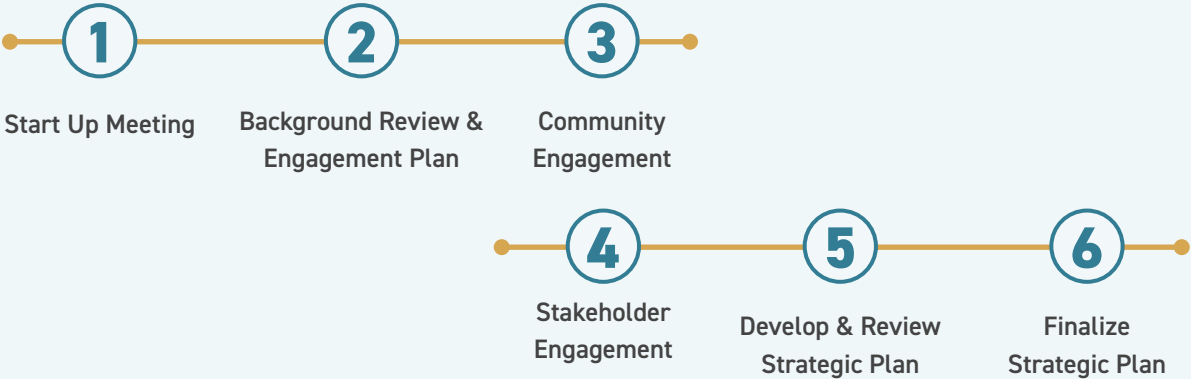 1
Start Up Meeting
2
Background Review &
Engagement Plan
3
Community
Engagement
4
Stakeholder
Engagement
5
Develop & Review
Strategic Plan
6
Finalize
Strategic Plan